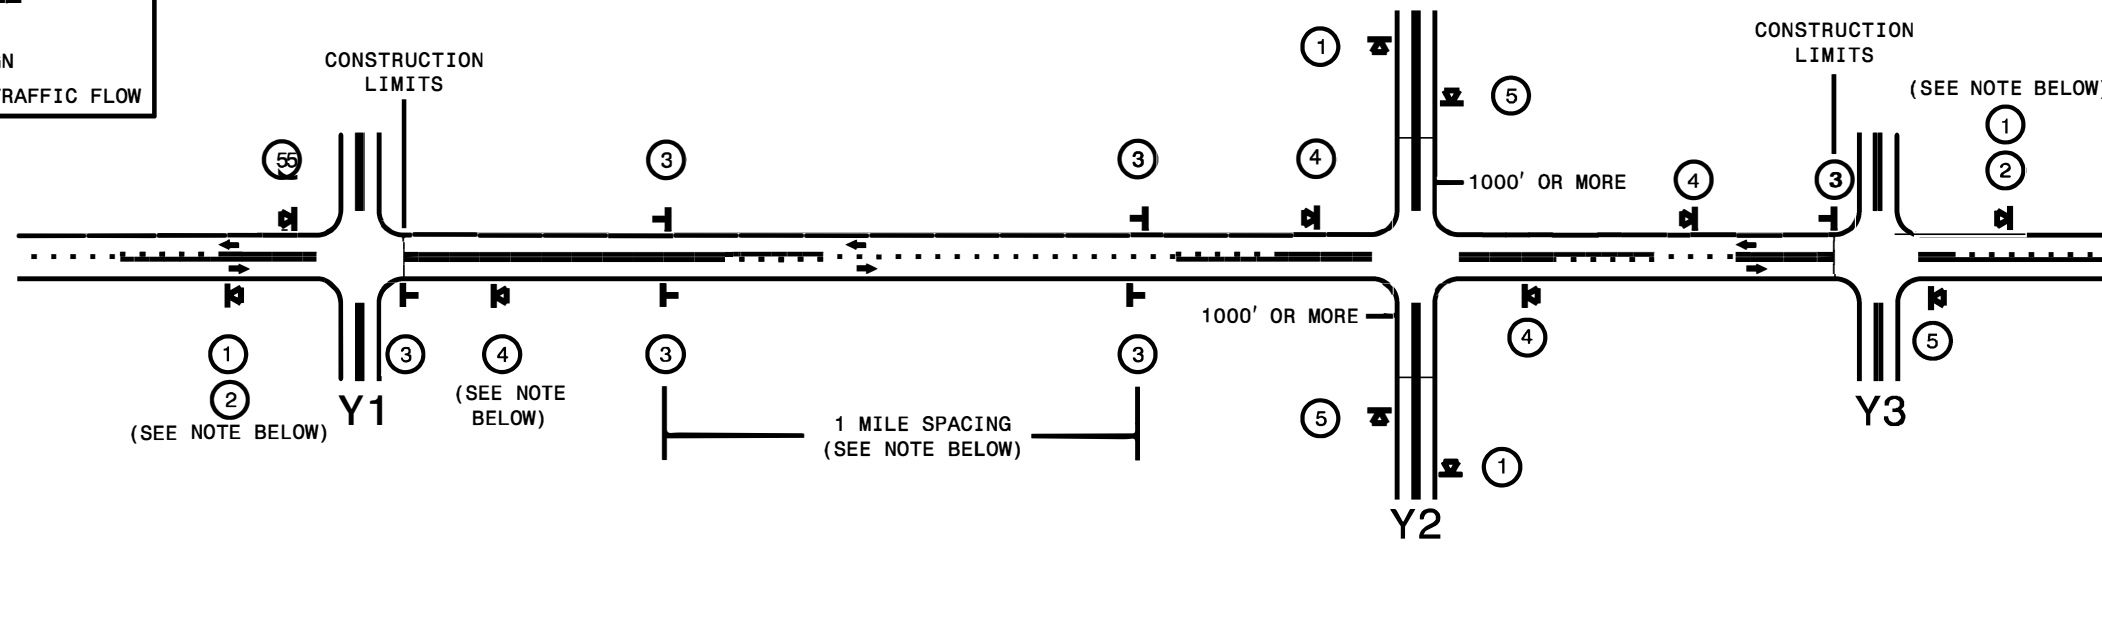 GN
TRAFFIC FLOW
CONSTRUCTION
LIMITS
CONSTRUCTION
LIMITS
(SEE NOTE BELOW)
1
5
1
2
55
3
3
4
1000' OR MORE
4
3
1000' OR MORE
1
2
(SEE NOTE BELOW)
Y1
3
4
(SEE NOTE
BELOW)
3
3
1 MILE SPACING
(SEE NOTE BELOW)
4
5
Y3
5
1
Y2